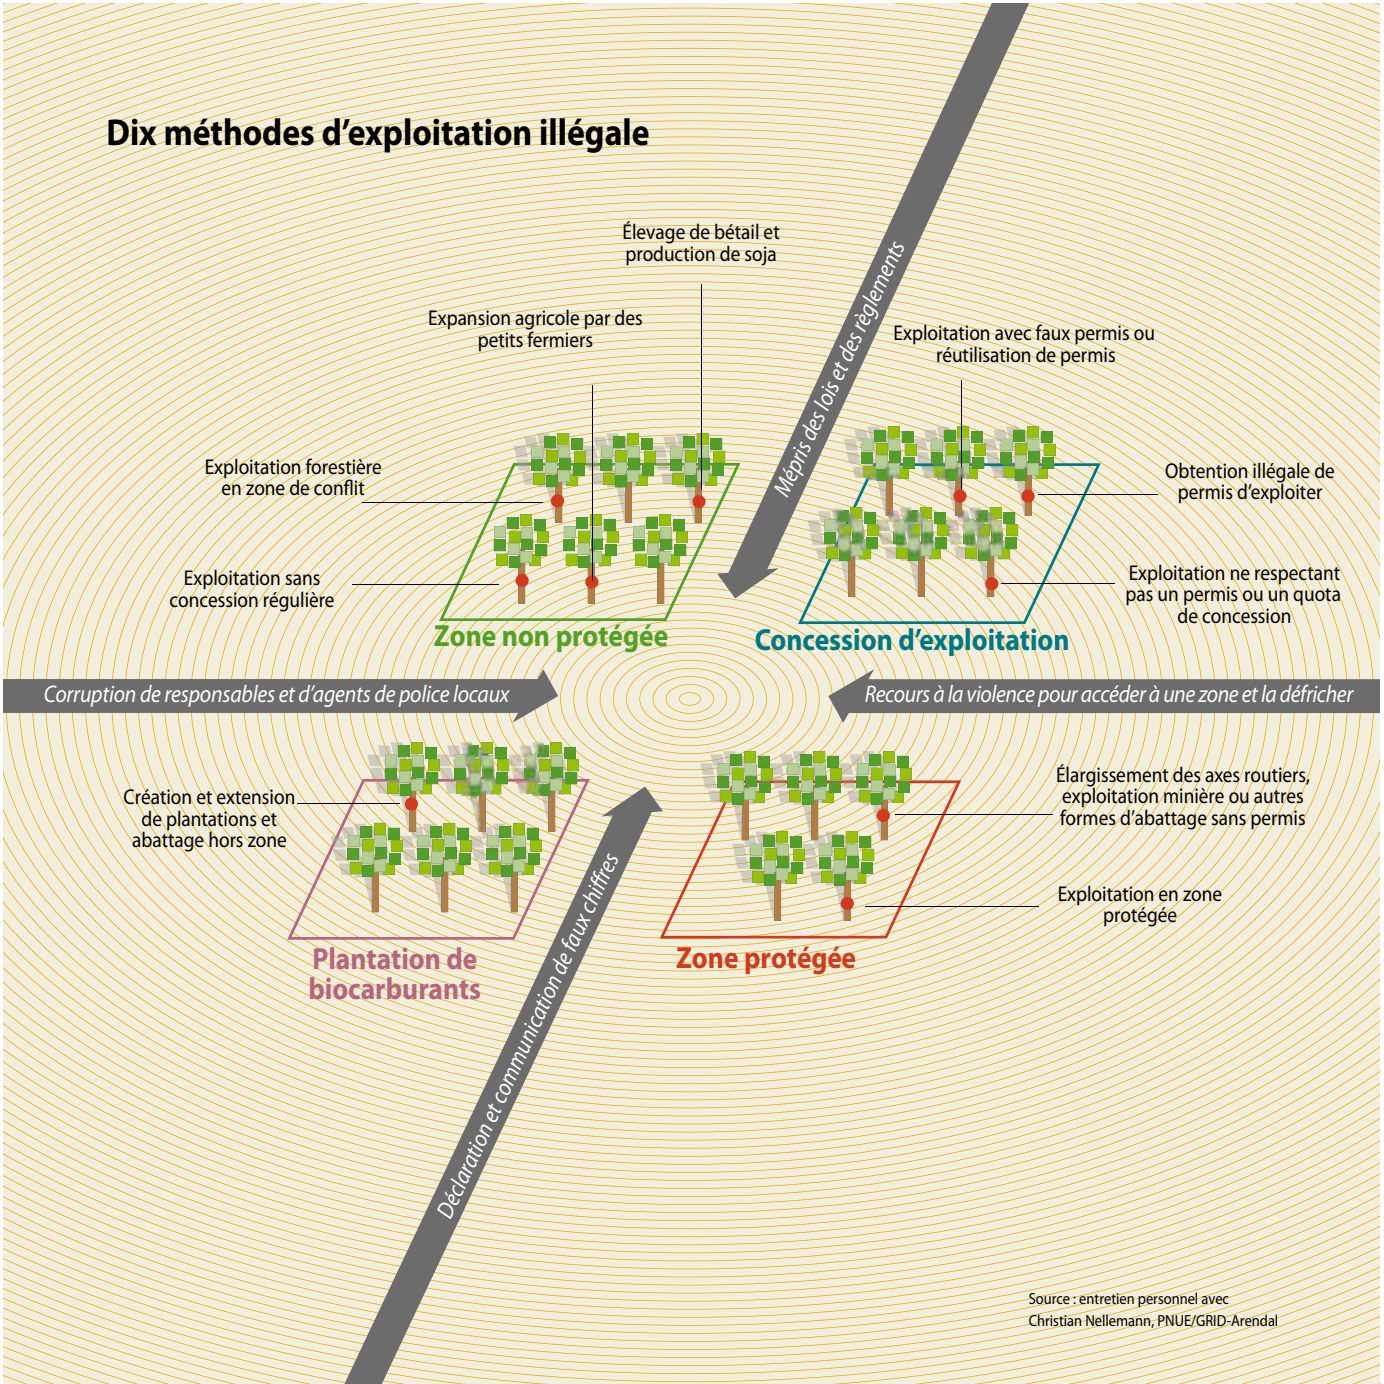 Dix méthodes d’exploitation illégale
Élevage de bétail et
production de soja
Expansion agricole par des
petits fermiers
Mépris des lois et des règlements
Exploitation avec faux permis ou
réutilisation de permis
Exploitation forestière
en zone de conflit
Obtention illégale de
permis d’exploiter
Exploitation sans
concession régulière
Exploitation ne respectant
pas un permis ou un quota
de concession
Zone non protégée
Concession d’exploitation
Corruption de responsables et d’agents de police locaux
Recours à la violence pour accéder à une zone et la défricher
Création et extension
de plantations et
abattage hors zone
Élargissement des axes routiers,
exploitation minière ou autres
formes d’abattage sans permis
Exploitation en zone
protégée
Plantation de
biocarburants
Zone protégée
Déclaration et communication de faux chiffres
Source : entretien personnel avec
Christian Nellemann, PNUE/GRID-Arendal